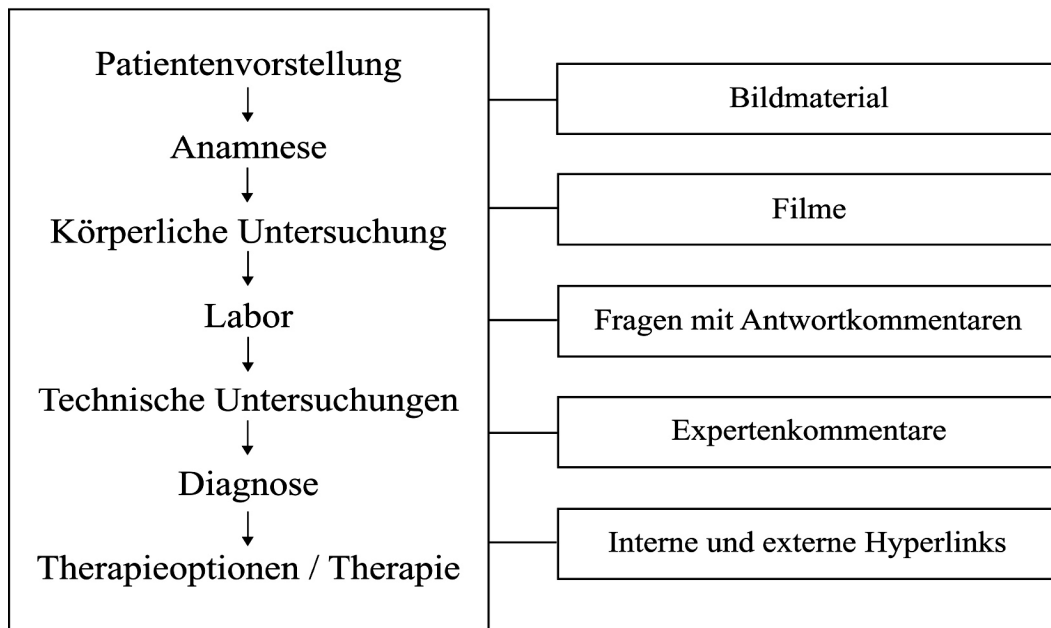 Patientenvorstellung
Anamnese
Körperliche Untersuchung
Labor
Technische Untersuchungen
Diagnose
Therapieoptionen / Therapie
Bildmaterial
Filme
Fragen mit Antwortkommentaren
Expertenkommentare
Interne und externe Hyperlinks